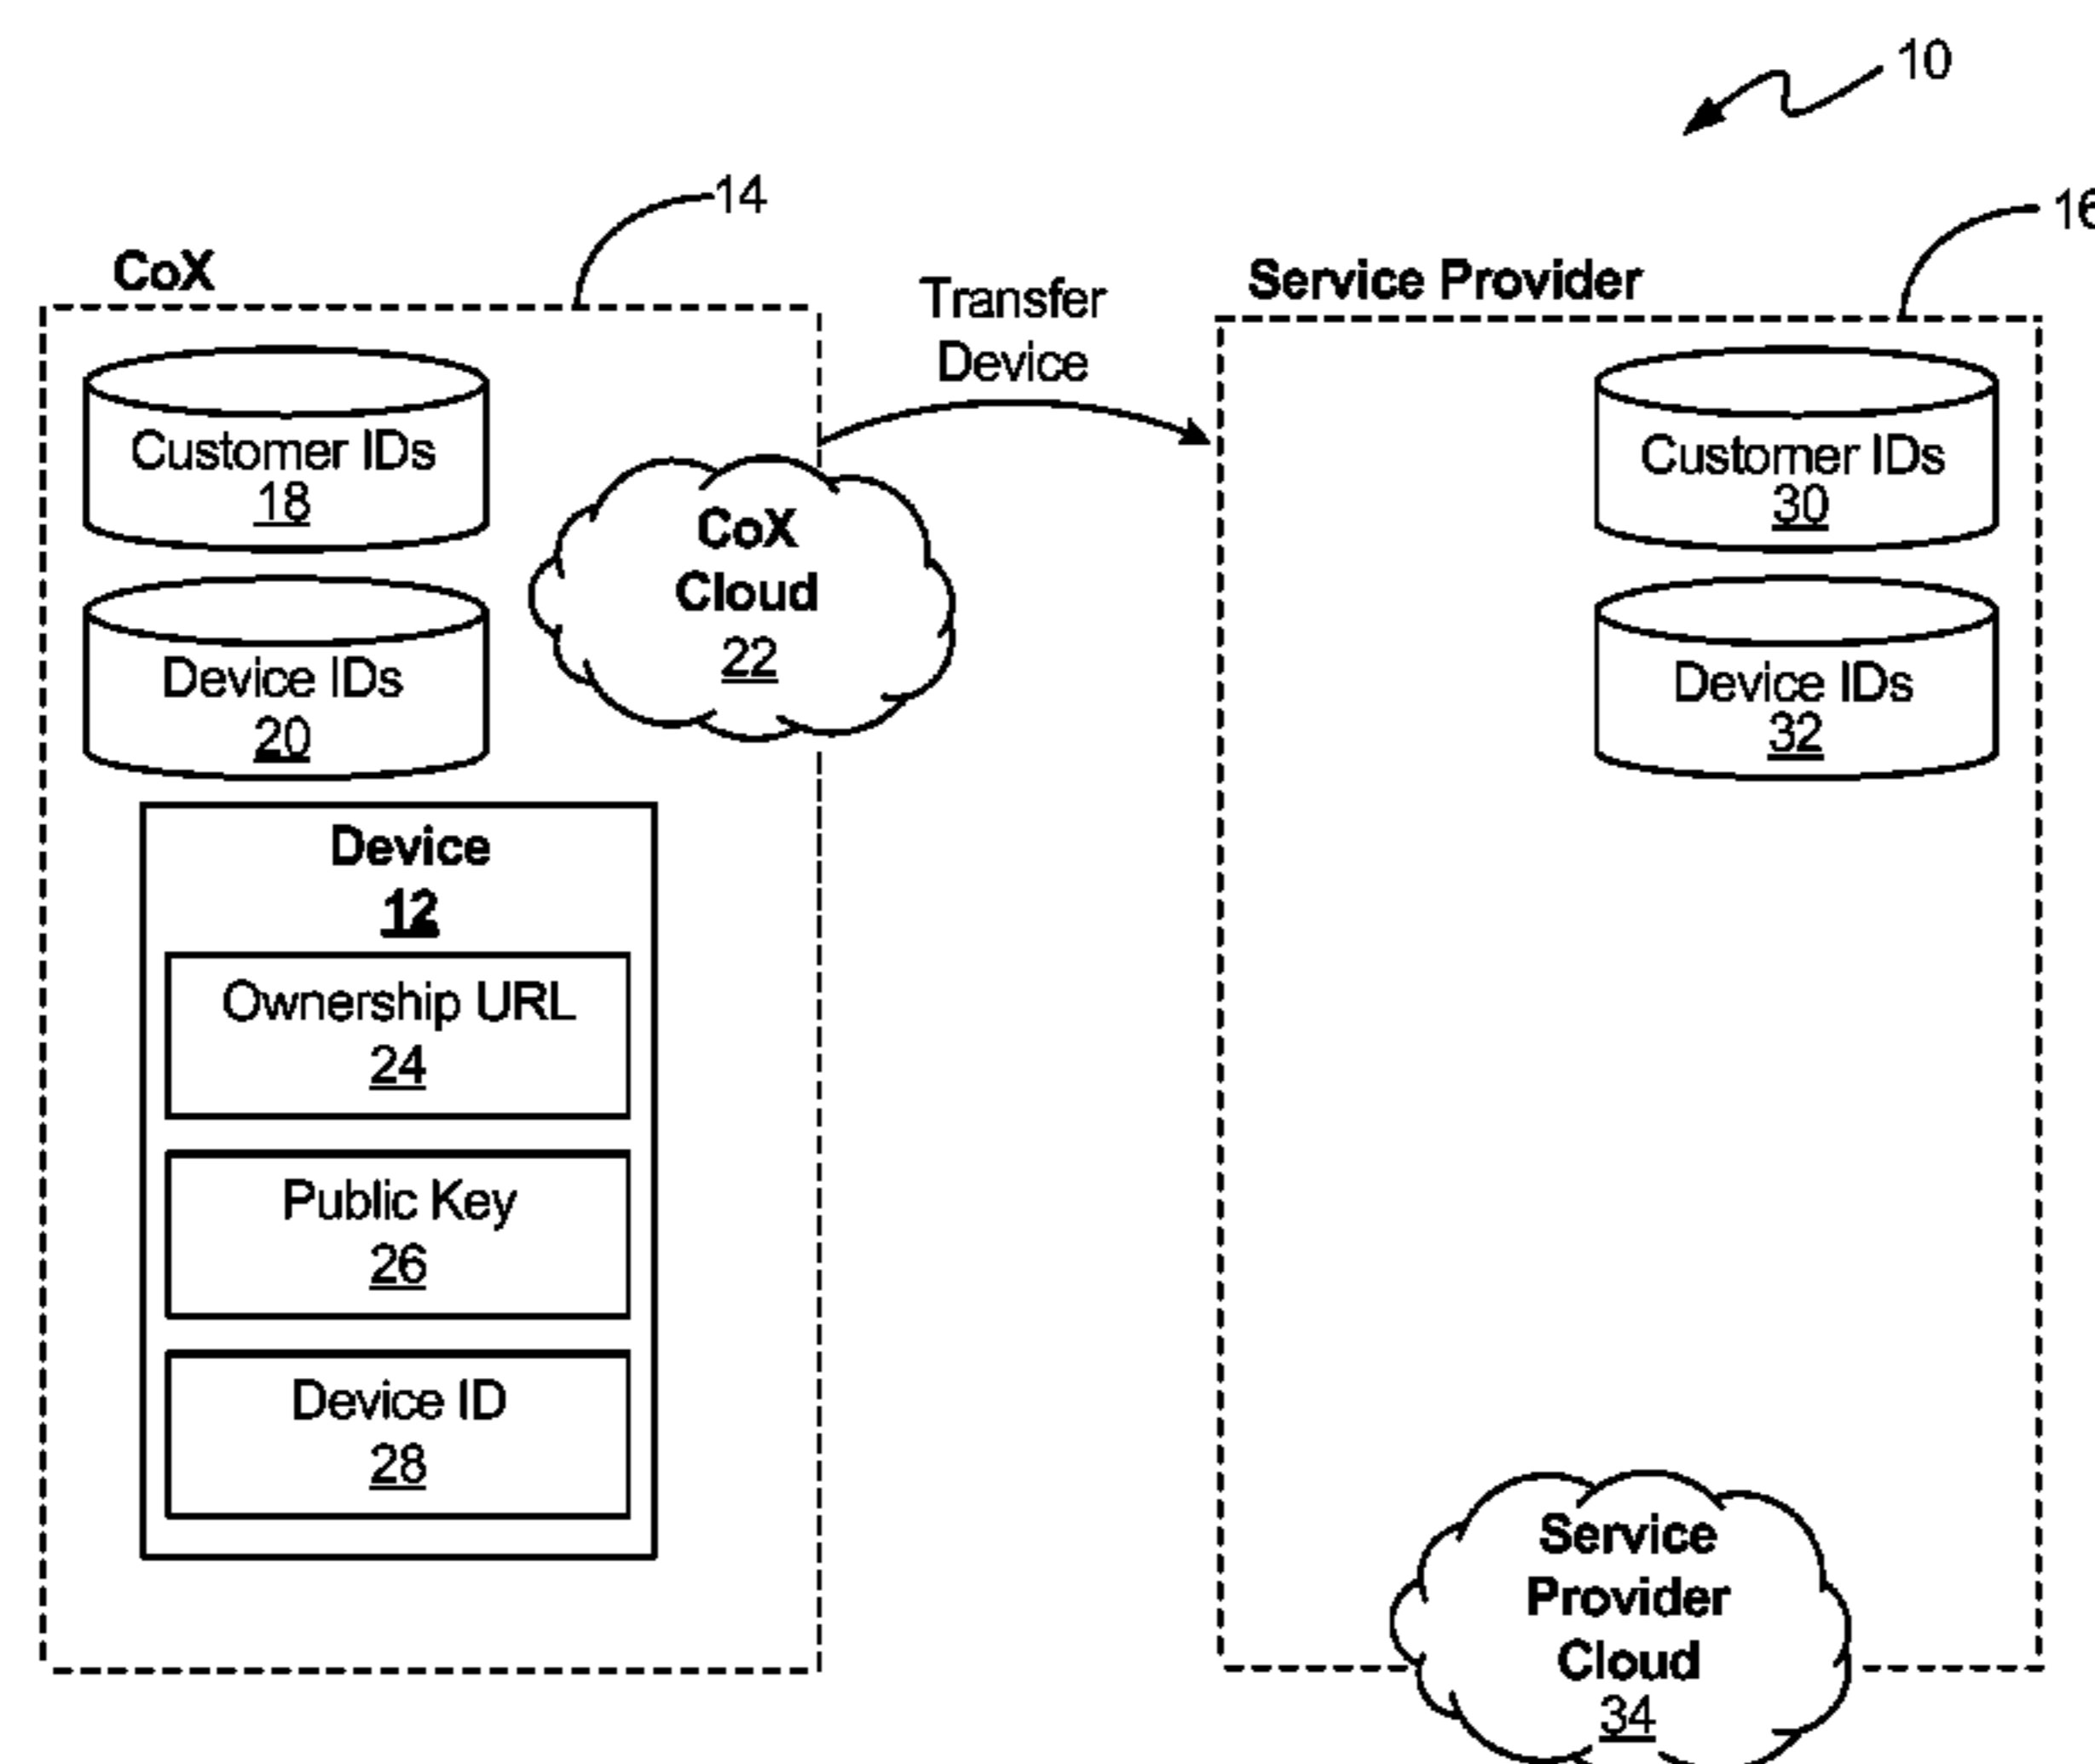 10
14
16
CoX
Service Provider
Transfer
Device
Customer IDs
18
Device IDs
20
CoX
Cloud
22
Device
12
Ownership URL
24
Public Key
26
Device ID
28
Customer IDs
30
Device IDs
32
Service
Provider
Cloud
34